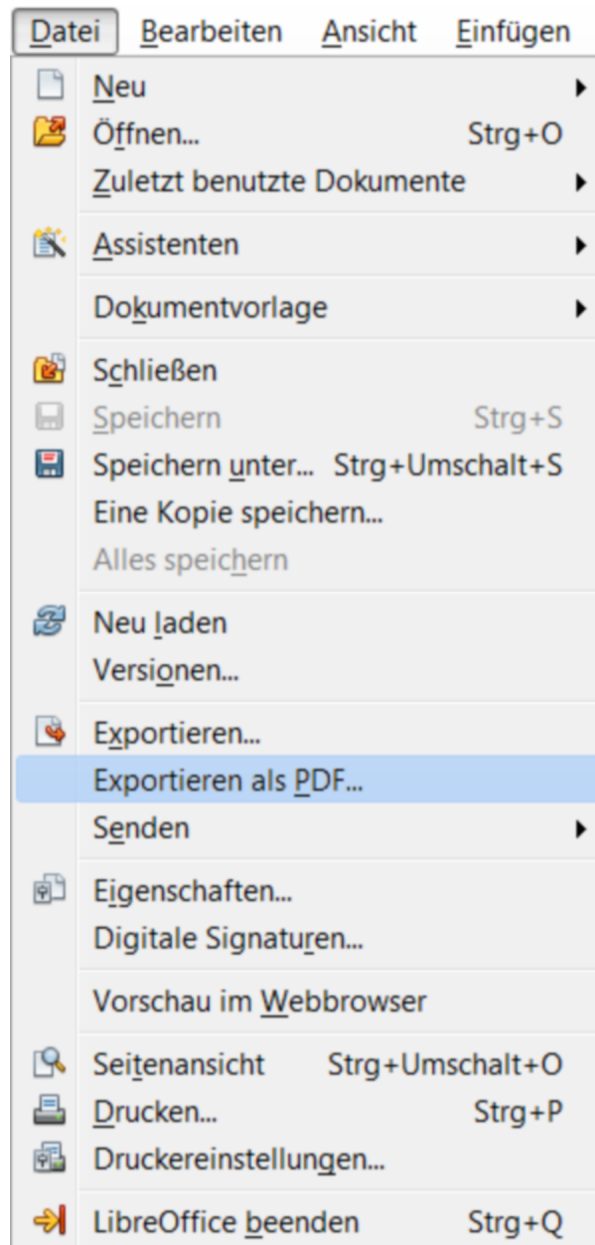 Datei Bearbeiten Ansicht Einfügen
Neu
Öffnen... Strg+O
Zuletzt benutzte Dokumente
Assistenten
Dokumentvorlage
Schließen
Speichern Strg+S
Speichern unter... Strg+Umschalt+S
Eine Kopie speichern...
Alles speichern
Neu laden
Versionen...
Exportieren...
Exportieren als PDF...
Senden
Eigenschaften...
Digitale Signaturen...
Vorschau im Webbrowser
Seitenansicht Strg+Umschalt+O
Drucken... Strg+P
Druckereinstellungen...
LibreOffice beenden Strg+Q